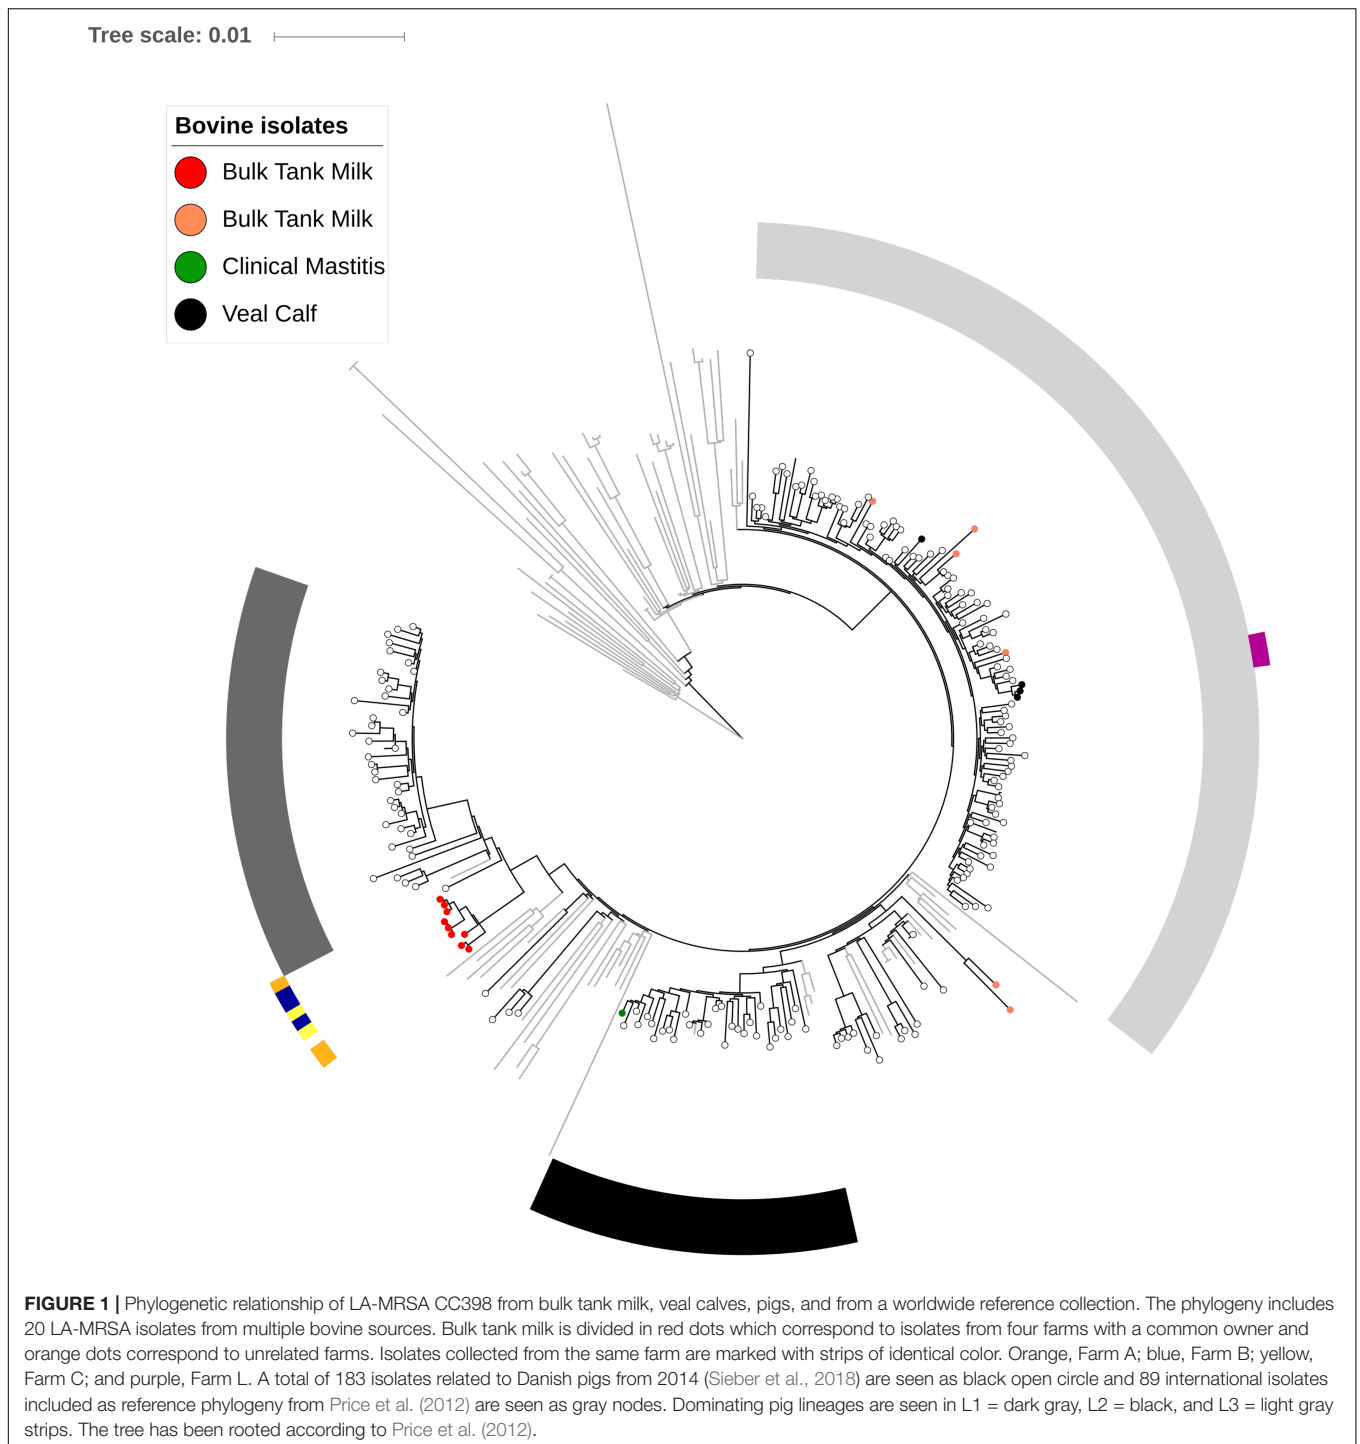 Tree scale: 0.01
Bovine isolates
Bulk Tank Milk
Bulk Tank Milk
Clinical Mastitis
Veal Calf
FIGURE 1 | Phylogenetic relationship of LA-MRSA CC398 from bulk tank milk, veal calves, pigs, and from a worldwide reference collection. The phylogeny includes
20 LA-MRSA isolates from multiple bovine sources. Bulk tank milk is divided in red dots which correspond to isolates from four farms with a common owner and
orange dots correspond to unrelated farms. Isolates collected from the same farm are marked with strips of identical color. Orange, Farm A; blue, Farm B; yellow,
Farm C; and purple, Farm L. A total of 183 isolates related to Danish pigs from 2014 (Sieber et al., 2018) are seen as black open circle and 89 international isolates
included as reference phylogeny from Price et al. (2012) are seen as gray nodes. Dominating pig lineages are seen in L1 = dark gray, L2 = black, and L3 = light gray
strips. The tree has been rooted according to Price et al. (2012).